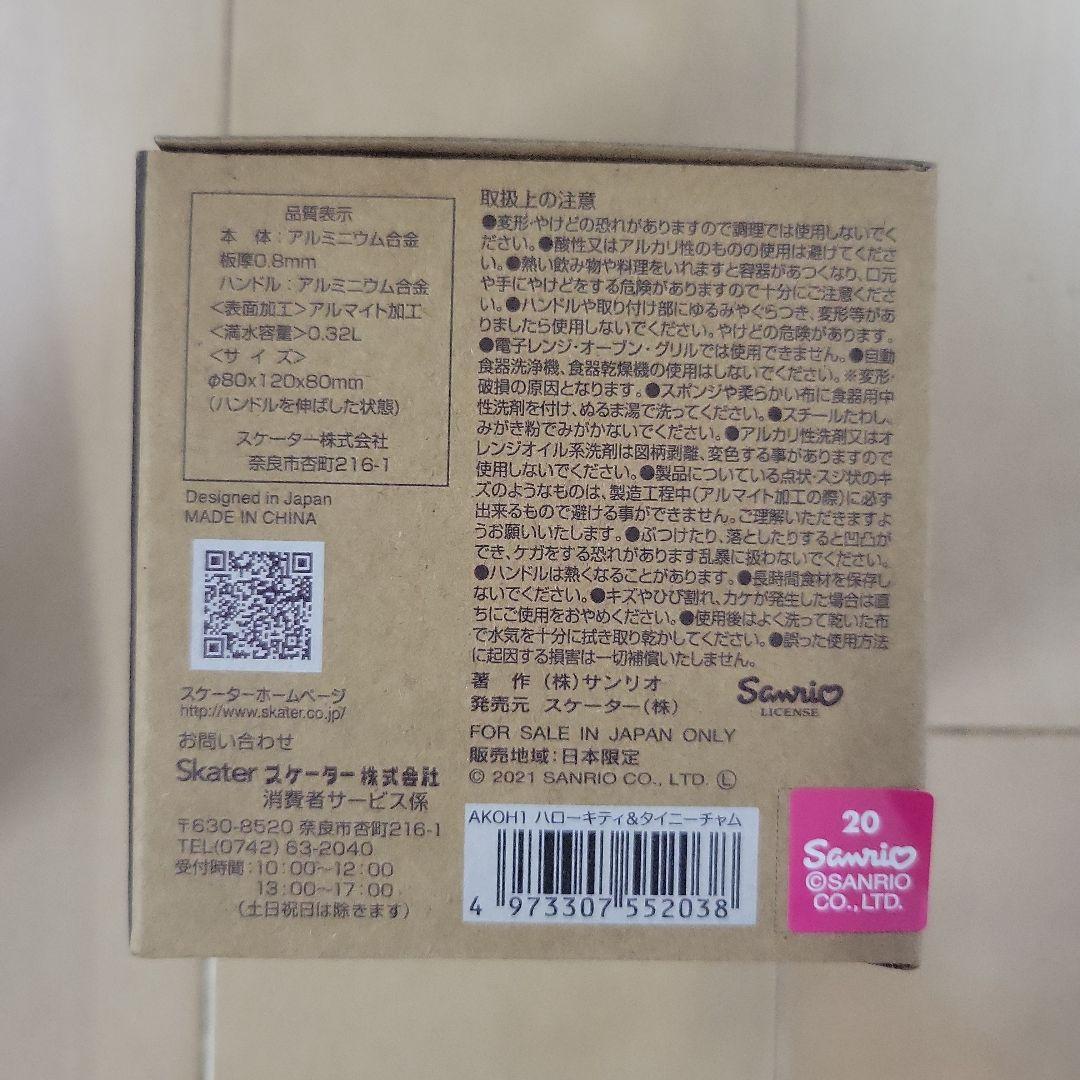 品質表示
本　体：アルミニウム合金
板厚0.8mm
ハンドル：アルミニウム合金
＜表面加工＞アルマイト加工
＜満水容量＞0.32L
＜サ イ ズ＞
φ80x120x80mm
（ハンドルを伸ばした状態）
スケーター株式会社
奈良市杏町216-1
Designed in Japan
MADE IN CHINA
スケーターホームページ
http://www.skater.co.jp/
お問い合わせ
Skater スケーター株式会社
消費者サービス係
〒630-8520 奈良市杏町216-1
TEL(0742) 63-2040
受付時間：10：00〜12：00
13：00〜17：00
（土日祝日は除きます）
取扱上の注意
●変形・やけどの恐れがありますので調理では使用しないでく
ださい。●酸性又はアルカリ性のものの使用は避けてくださ
い。●熱い飲み物や料理をいれますと容器があつくなり、口元
や手にやけどをする危険がありますので十分にご注意くださ
い。●ハンドルや取り付け部にゆるみやぐらつき、変形等があ
りましたら使用しないでください。やけどの危険があります。
●電子レンジ・オーブン・グリルでは使用できません。●自動
食器洗浄機、食器乾燥機の使用はしないでください。※変形・
破損の原因となります。●スポンジや柔らかい布に食器用中
性洗剤を付け、ぬるま湯で洗ってください。●スチールたわし、
みがき粉でみがかないでください。●アルカリ性洗剤又はオ
レンジオイル系洗剤は図柄剥離、変色する事がありますので
使用しないでください。●製品についている点状・スジ状のキ
ズのようなものは、製造工程中(アルマイト加工の際)に必ず
出来るもので避ける事ができません。ご理解いただきますよ
うお願いいたします。●ぶつけたり、落としたりすると凹凸が
でき、ケガをする恐れがあります乱暴に扱わないでください。
●ハンドルは熱くなることがあります。●長時間食材を保存し
ないでください。●キズやひび割れ、カケが発生した場合は直
ちにご使用をおやめください。●使用後はよく洗って乾いた布
で水気を十分に拭き取り乾かしてください。●誤った使用方法
に起因する損害は一切補償いたしません。
著　作（株）サンリオ
発売元　スケーター（株）
Sanrio
LICENSE
FOR SALE IN JAPAN ONLY
販売地域：日本限定
© 2021 SANRIO CO., LTD. Ⓛ
AKOH1 ハローキティ&タイニーチャム
4 973307 552038
20
Sanrio
©SANRIO
CO., LTD.